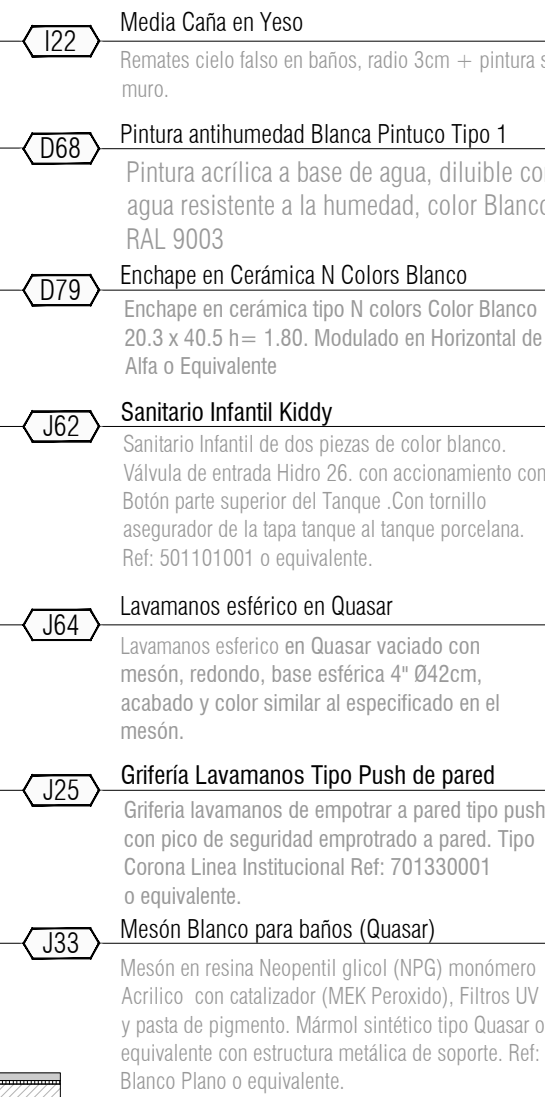 I22
Media Caña en Yeso
Remates cielo falso en baños, radio 3cm + pintura s
muro.
D68
Pintura antihumedad Blanca Pintuco Tipo 1
Pintura acrílica a base de agua, diluible co
agua resistente a la humedad, color Blanco
RAL 9003
D79
Enchape en Cerámica N Colors Blanco
Enchape en cerámica tipo N colors Color Blanco
20.3 x 40.5 h= 1.80. Modulado en Horizontal de
Alfa o Equivalente
J62
Sanitario Infantil Kiddy
Sanitario Infantil de dos piezas de color blanco.
Válvula de entrada Hidro 26. con accionamiento con
Botón parte superior del Tanque .Con tornillo
asegurador de la tapa tanque al tanque porcelana.
Ref: 501101001 o equivalente.
J64
Lavamanos esférico en Quasar
Lavamanos esferico en Quasar vaciado con
mesón, redondo, base esférica 4" Ø42cm,
acabado y color similar al especificado en el
mesón.
J25
Grifería Lavamanos Tipo Push de pared
Griferia lavamanos de empotrar a pared tipo push
con pico de seguridad emprotrado a pared. Tipo
Corona Linea Institucional Ref: 701330001
o equivalente.
J33
Mesón Blanco para baños (Quasar)
Mesón en resina Neopentil glicol (NPG) monómero
Acrilico con catalizador (MEK Peroxido), Filtros UV
y pasta de pigmento. Mármol sintético tipo Quasar o
equivalente con estructura metálica de soporte. Ref:
Blanco Plano o equivalente.